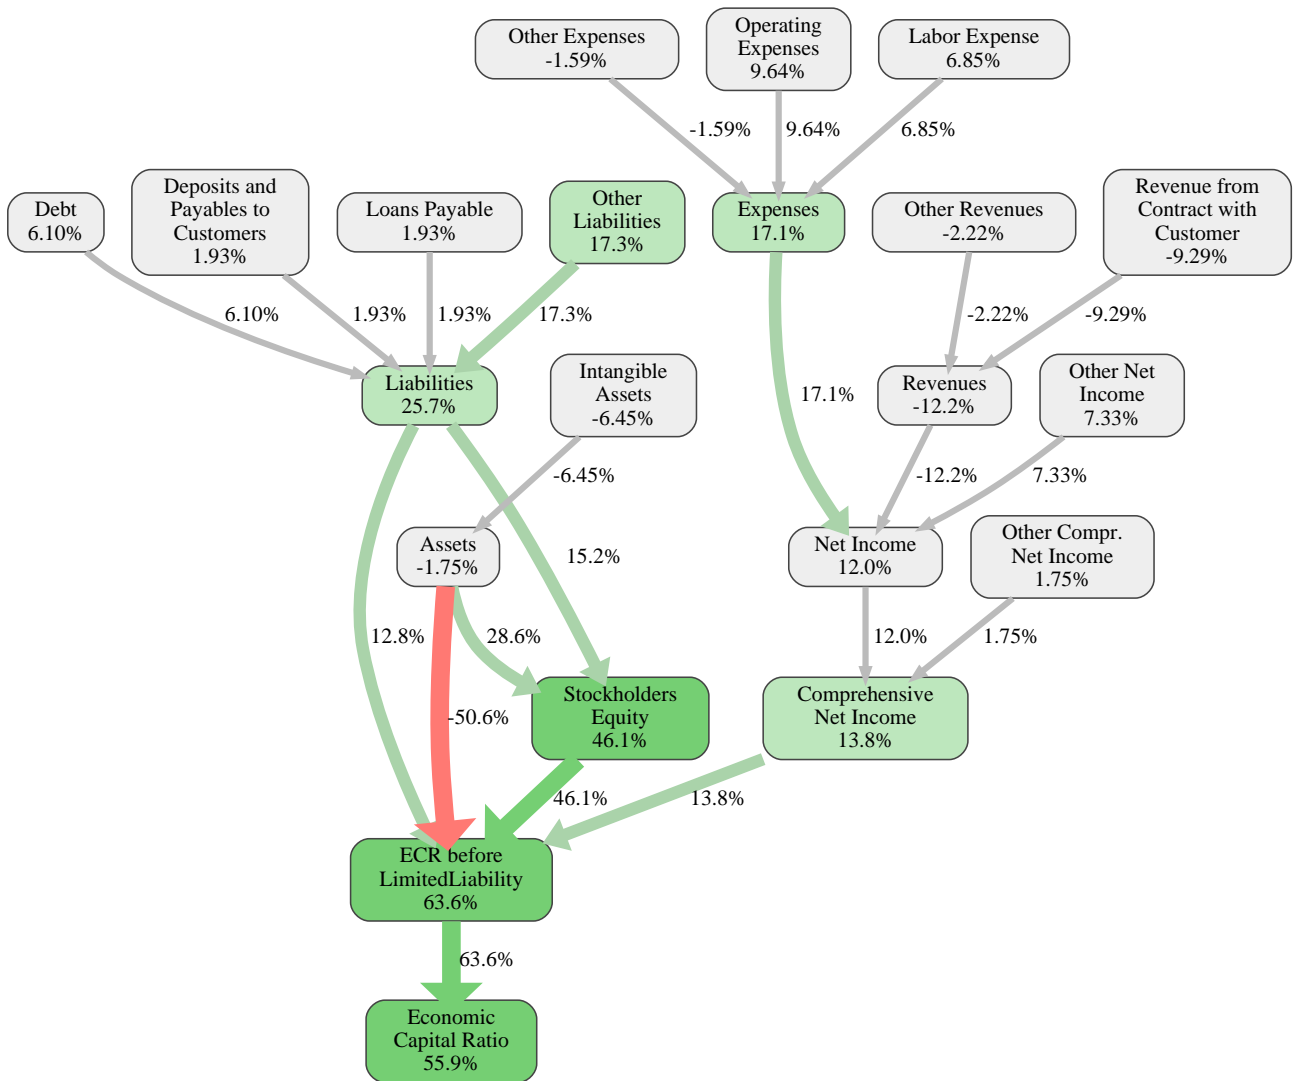 Other Expenses
-1.59%
Operating
Expenses
9.64%
Labor Expense
6.85%
-1.59%
9.64%
6.85%
Debt
6.10%
Deposits and
Payables to
Customers
1.93%
Loans Payable
1.93%
Other
Liabilities
17.3%
Expenses
17.1%
Other Revenues
-2.22%
Revenue from
Contract with
Customer
-9.29%
6.10%
1.93%
1.93%
17.3%
-2.22%
-9.29%
Liabilities
25.7%
Intangible
Assets
-6.45%
17.1%
Revenues
-12.2%
Other Net
Income
7.33%
-6.45%
-12.2%
7.33%
Assets
-1.75%
15.2%
Net Income
12.0%
Other Compr.
Net Income
1.75%
12.8%
28.6%
12.0%
1.75%
-50.6%
Stockholders
Equity
46.1%
Comprehensive
Net Income
13.8%
46.1%
13.8%
ECR before
LimitedLiability
63.6%
63.6%
Economic
Capital Ratio
55.9%